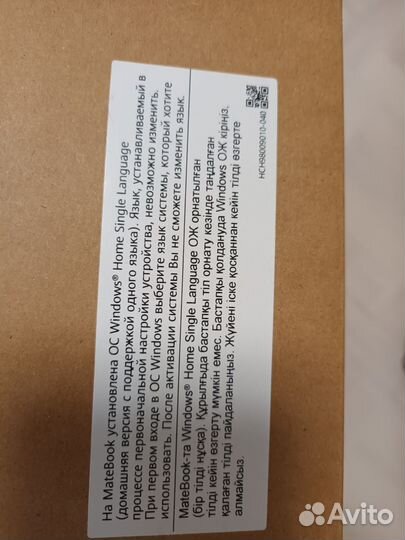 На MateBook установлена ОС Windows® Home Single Language
(домашняя версия с поддержкой одного языка). Язык, устанавливаемый в
процессе первоначальной настройки устройства, невозможно изменить.
При первом входе в ОС Windows выберите язык системы, который хотите
использовать. После активации системы Вы не сможете изменить язык.
MateBook-та Windows® Home Single Language ОЖ орнатылған
(бір тілді нұсқа). Құрылғыда бастапқы тіл орнату кезінде таңдалған
тілді кейін өзгерту мүмкін емес. Бастапқы қолдануда Windows ОЖ кіріңіз,
қалаған тілді пайдаланыңыз. Жүйені іске қосқаннан кейін тілді өзгерте
алмайсыз.
HCH98009010-040
Avito